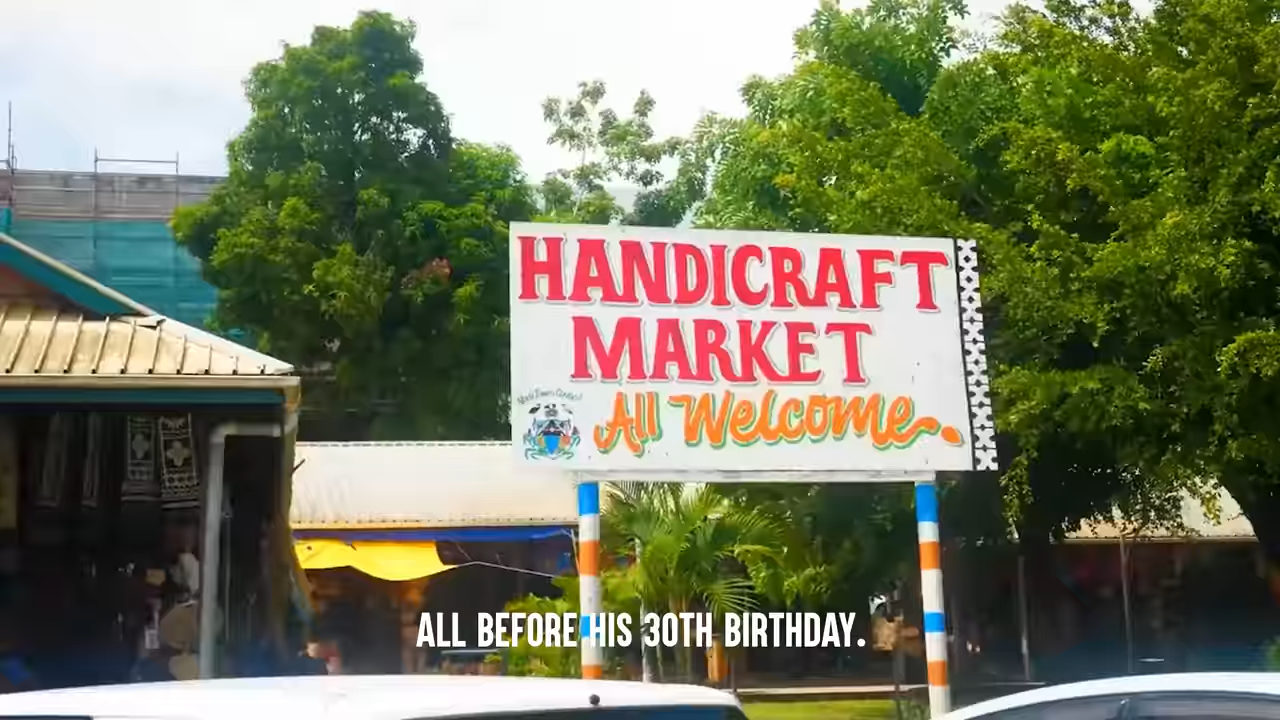 HANDICRAFT
MARKET
All Welcome.
ALL BEFORE HIS 30TH BIRTHDAY.